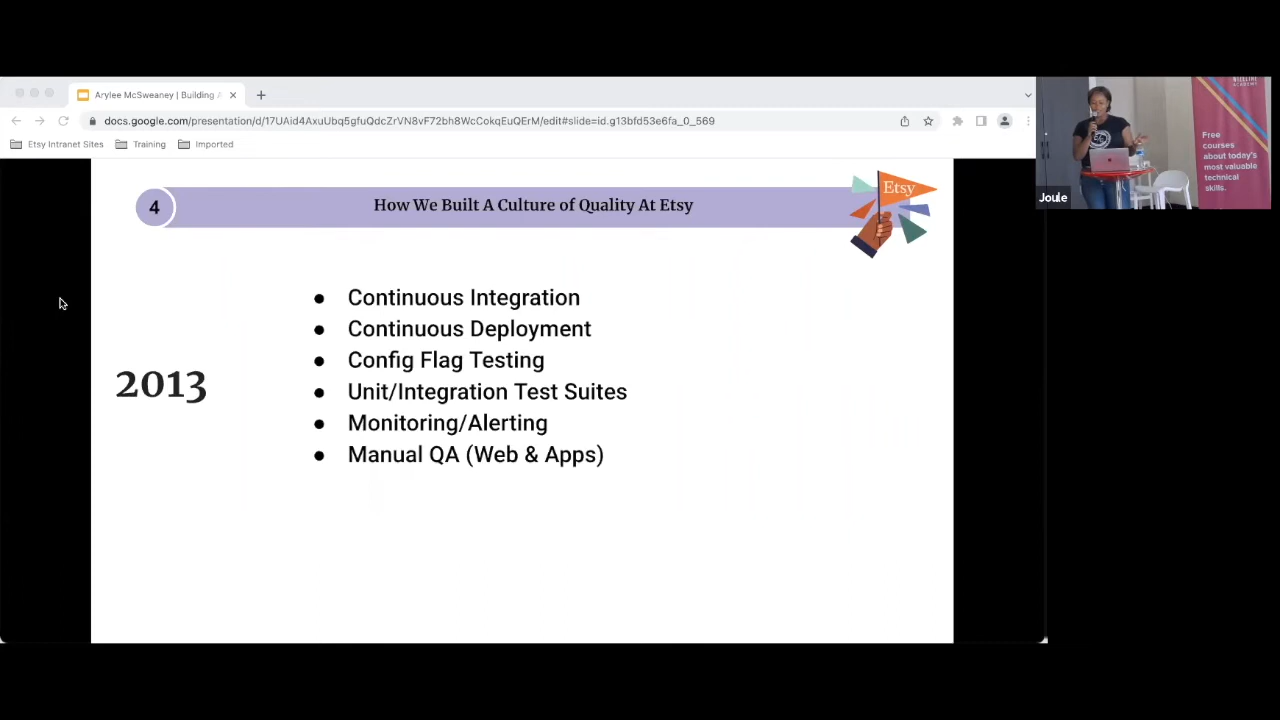 Arylee McSweaney | Building A
docs.google.com/presentation/d/17UAid4AxuUbq5gfuQdcZrVN8vF72bh8WcCokqEuQErM/edit#slide=id.g13bfd53e6fa_0_569
Etsy Intranet Sites
Training
Imported
4
How We Built A Culture of Quality At Etsy
Etsy
2013
● Continuous Integration
● Continuous Deployment
● Config Flag Testing
● Unit/Integration Test Suites
● Monitoring/Alerting
● Manual QA (Web & Apps)
ACADEMY
Free
courses
about today's
most valuable
technical
skills.
Joule